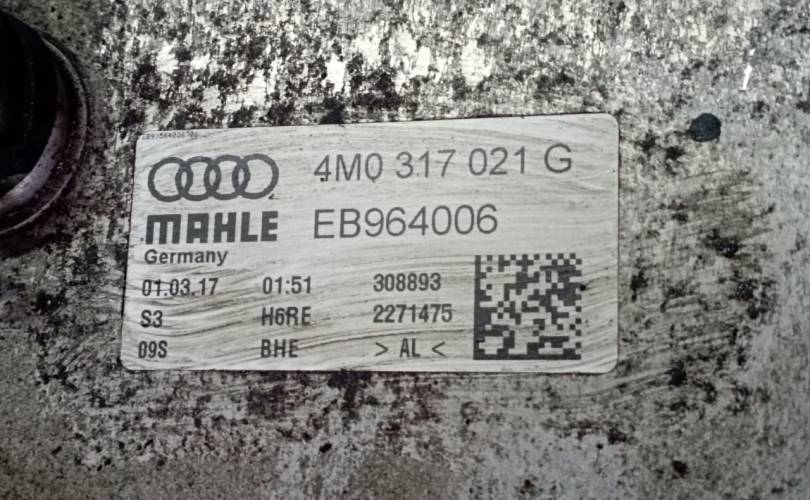 4M0 317 021 G
MAHLE EB964006
Germany
01.03.17 01:51 308893
S3 H6RE 2271475
09S BHE > AL <